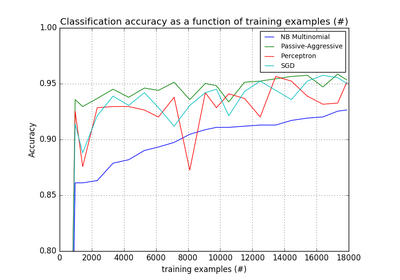 Classification accuracy as a function of training examples (#)
1.00
0.95
0.90
0.85
0.80
Accuracy
NB Multinomial
Passive-Aggressive
Perceptron
SGD
0 2000 4000 6000 8000 10000 12000 14000 16000 18000
training examples (#)